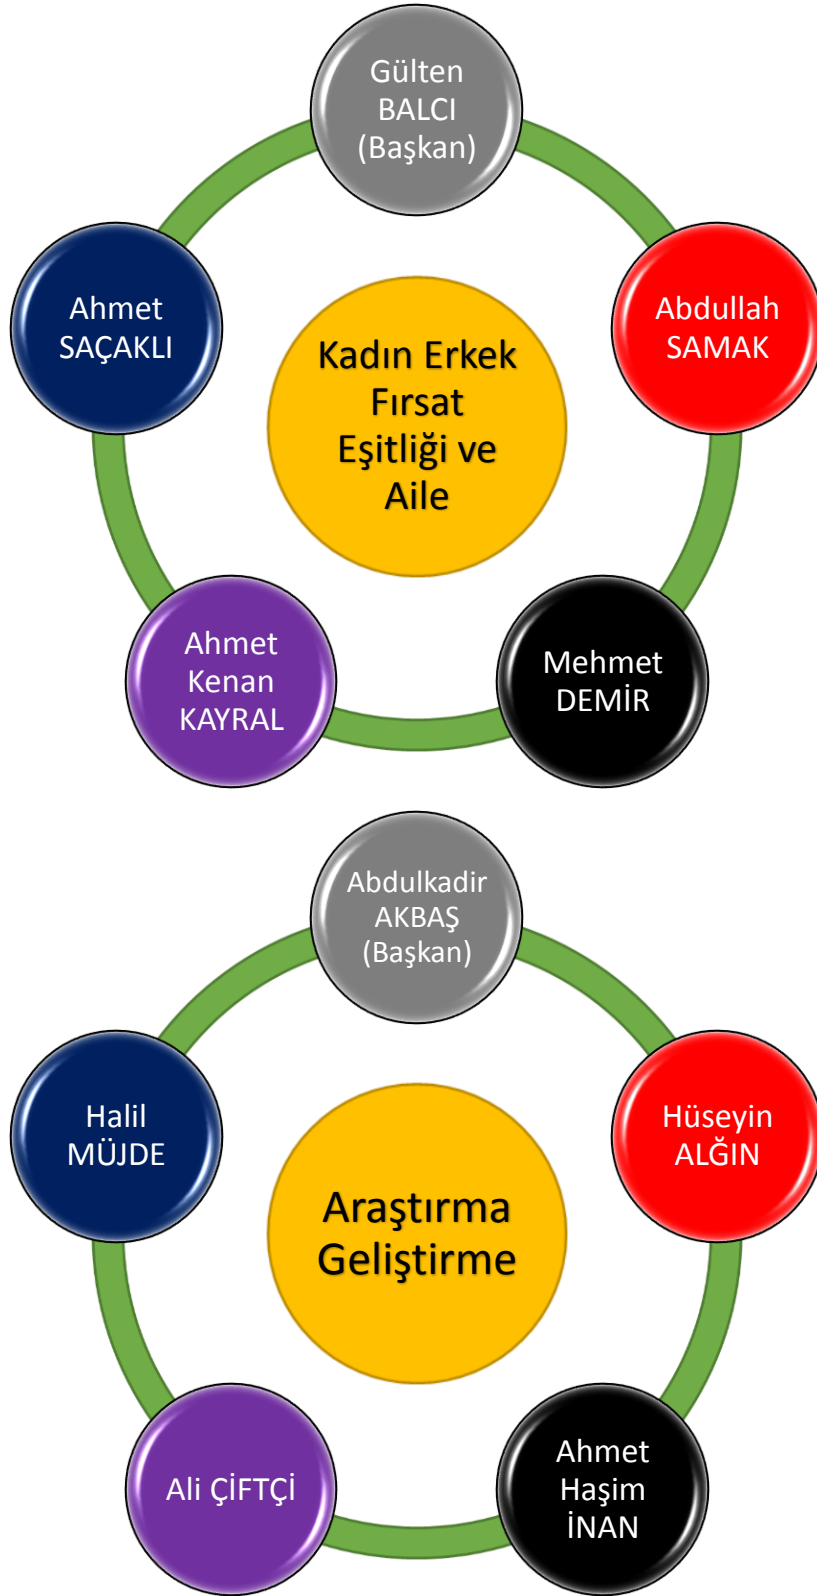 Gülten
BALCI
(Başkan)
Ahmet
SAÇAKLI
Abdullah
SAMAK
Kadın Erkek
Fırsat
Eşitliği ve
Aile
Ahmet
Kenan
KAYRAL
Mehmet
DEMİR
Abdulkadir
AKBAŞ
(Başkan)
Halil
MÜJDE
Hüseyin
ALĞIN
Araştırma
Geliştirme
Ali ÇİFTÇİ
Ahmet
Haşim
İNAN